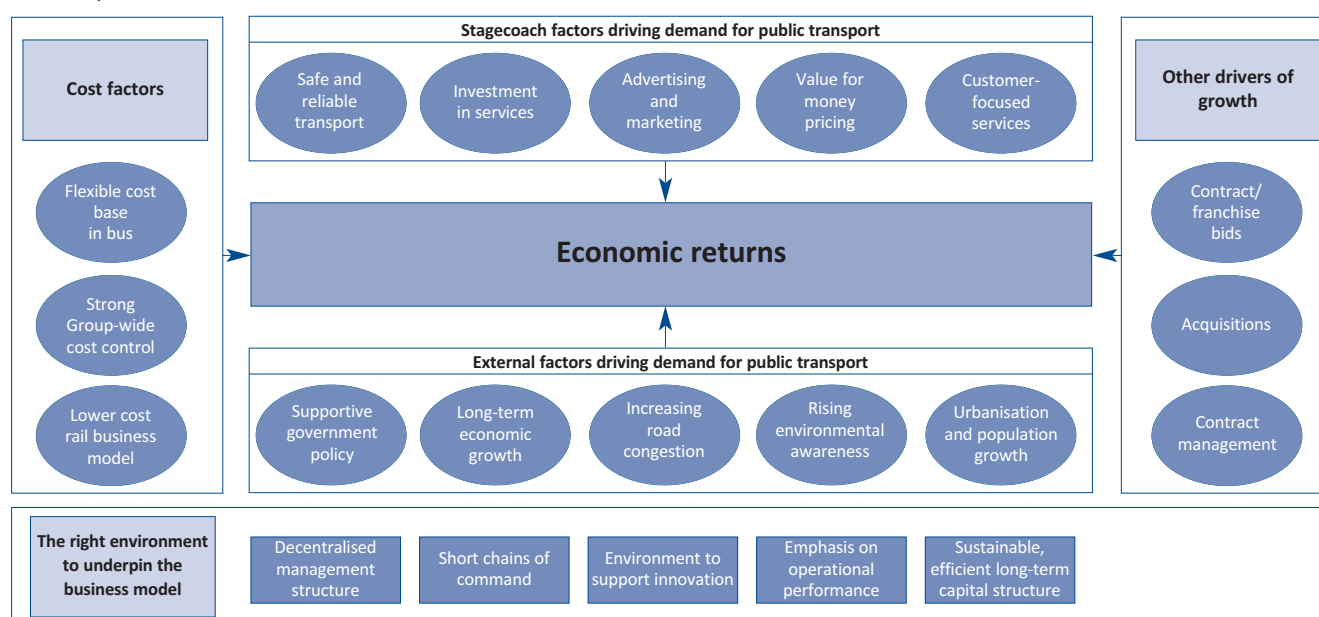 Stagecoach factors driving demand for public transport
Cost factors
Safe and
reliable
transport
Investment
in services
Advertising
and
marketing
Value for
money
pricing
Customer-
focused
services
Other drivers of
growth
Flexible cost
base
in bus
Strong
Group-wide
cost control
Lower cost
rail business
model
Economic returns
Contract/
franchise
bids
Acquisitions
Contract
management
External factors driving demand for public transport
Supportive
government
policy
Long-term
economic
growth
Increasing
road
congestion
Rising
environmental
awareness
Urbanisation
and population
growth
The right environment
to underpin the
business model
Decentralised
management
structure
Short chains of
command
Environment to
support innovation
Emphasis on
operational
performance
Sustainable,
efficient long-term
capital structure